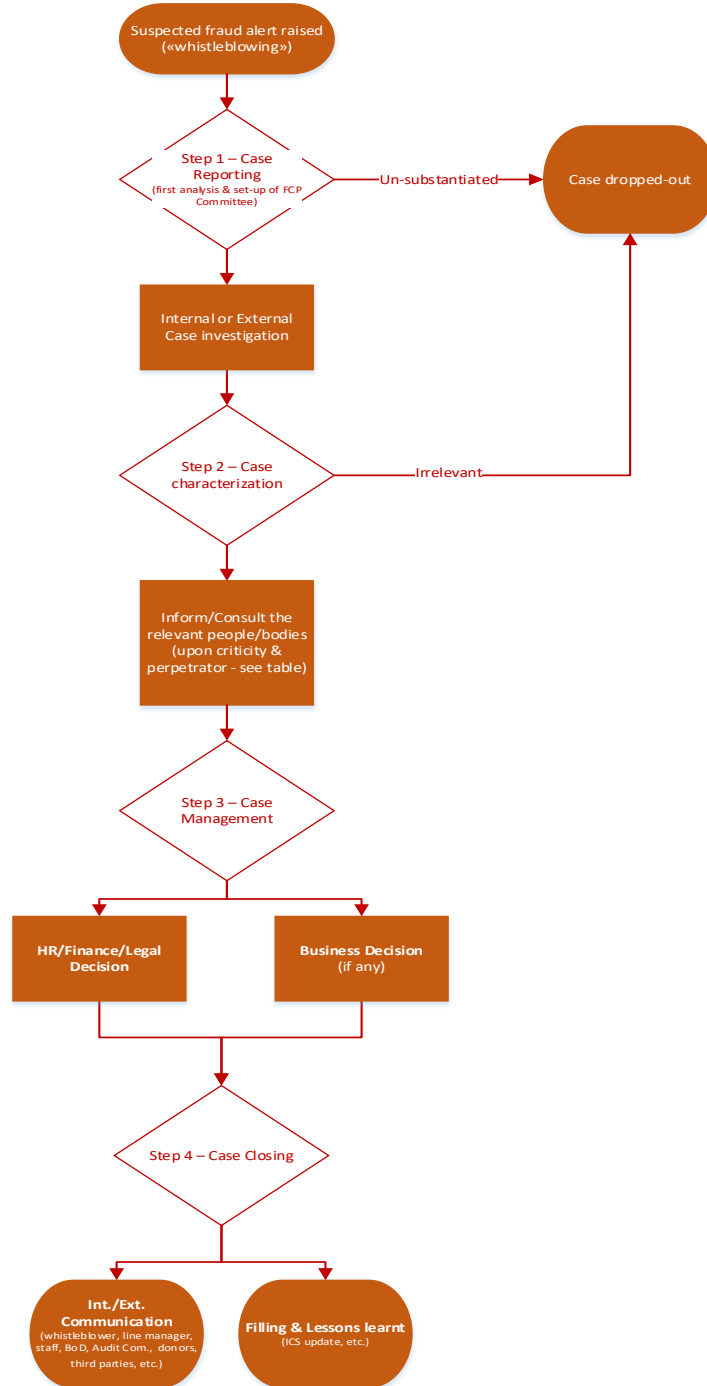 Suspected fraud alert raised
(«whistleblowing»)
Step 1 – Case
Reporting
(first analysis & set-up of FCP
Committee)
Un-substantiated
Case dropped-out
Internal or External
Case investigation
Step 2 – Case
characterization
Irrelevant
Inform/Consult the
relevant people/bodies
(upon criticity &
perpetrator - see table)
Step 3 – Case
Management
HR/Finance/Legal
Decision
Business Decision
(if any)
Step 4 – Case Closing
Int./Ext.
Communication
(whistleblower, line manager,
staff, BoD, Audit Com., donors,
third parties, etc.)
Filling & Lessons learnt
(ICS update, etc.)